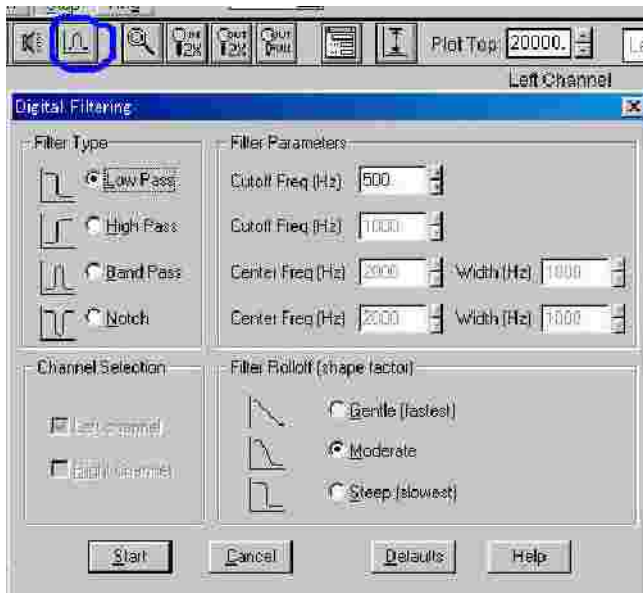 Plot Top: 20000.
Left Channel
Digital Filtering
Filter Type
Low Pass
High Pass
Band Pass
Notch
Filter Parameters
Cutoff Freq (Hz) 500.
Cutoff Freq (Hz) 1000
Center Freq (Hz) 2000 Width (Hz) 1000
Center Freq (Hz) 2000 Width (Hz) 1000
Channel Selection
Left channel
Right channel
Filter Rolloff (shape factor)
Gentle (fastest)
Moderate
Steep (slowest)
Start Cancel Defaults Help